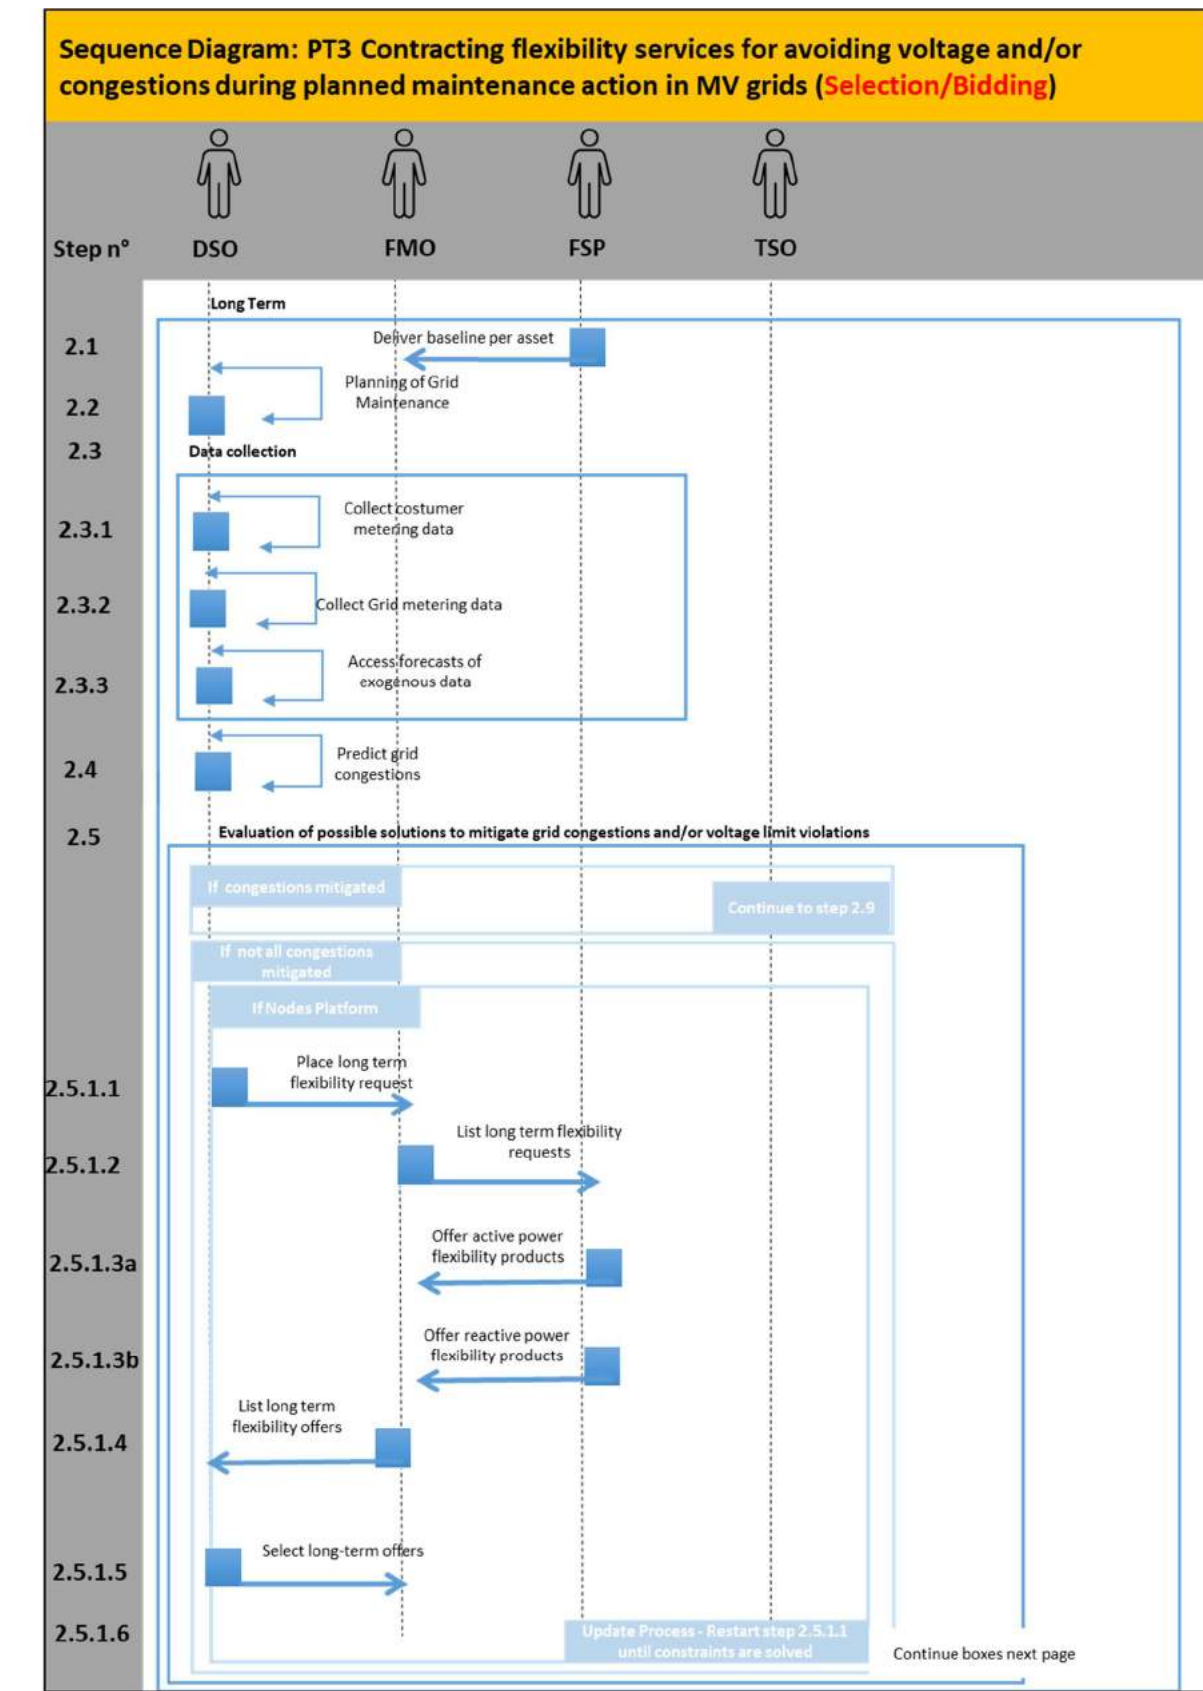 Sequence Diagram: PT3 Contracting flexibility services for avoiding voltage and/or
congestions during planned maintenance action in MV grids (Selection/Bidding)
Step n° DSO FMO FSP TSO
Long Term
2.1 Deliver baseline per asset
Planning of Grid
Maintenance
2.2
2.3 Data collection
Collect costumer
metering data
2.3.1
2.3.2 Collect Grid metering data
Access forecasts of
exogenous data
2.3.3
Predict grid
congestions
2.4
2.5 Evaluation of possible solutions to mitigate grid congestions and/or voltage limit violations
If congestions mitigated
Continue to step 2.9
If not all congestions
mitigated
If Nodes Platform
Place long term
flexibility request
2.5.1.1
List long term flexibility
requests
2.5.1.2
Offer active power
flexibility products
2.5.1.3a
Offer reactive power
flexibility products
2.5.1.3b
List long term
flexibility offers
2.5.1.4
Select long-term offers
2.5.1.5
2.5.1.6 Update Process - Restart step 2.5.1.1
until constraints are solved
Continue boxes next page